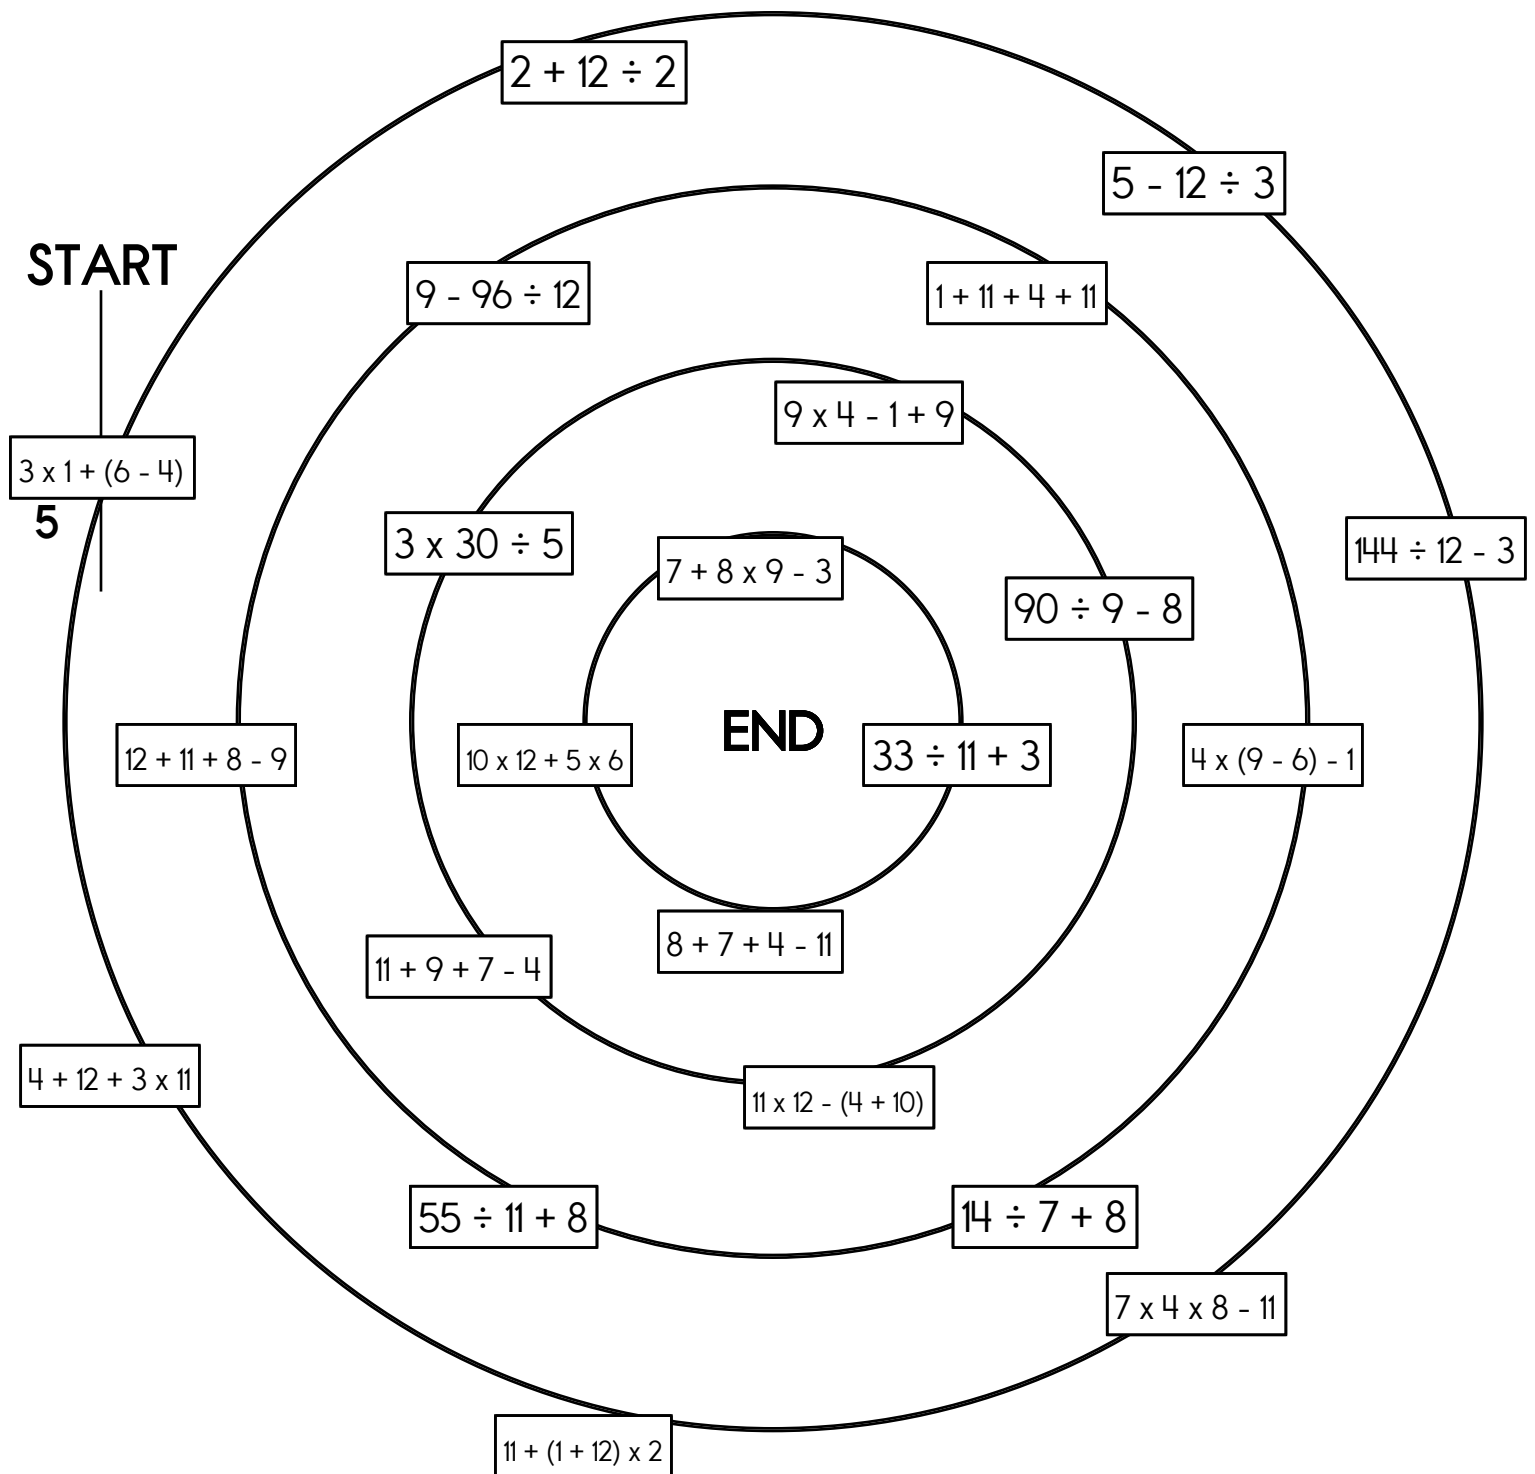 2 + 12 ÷ 2
5 - 12 ÷ 3
START
9 - 96 ÷ 12
1 + 11 + 4 + 11
9 x 4 - 1 + 9
3 x 1 + (6 - 4)
5
3 x 30 ÷ 5
144 ÷ 12 - 3
7 + 8 x 9 - 3
90 ÷ 9 - 8
END
12 + 11 + 8 - 9
10 x 12 + 5 x 6
33 ÷ 11 + 3
4 x (9 - 6) - 1
8 + 7 + 4 - 11
11 + 9 + 7 - 4
4 + 12 + 3 x 11
11 x 12 - (4 + 10)
55 ÷ 11 + 8
14 ÷ 7 + 8
7 x 4 x 8 - 11
11 + (1 + 12) x 2